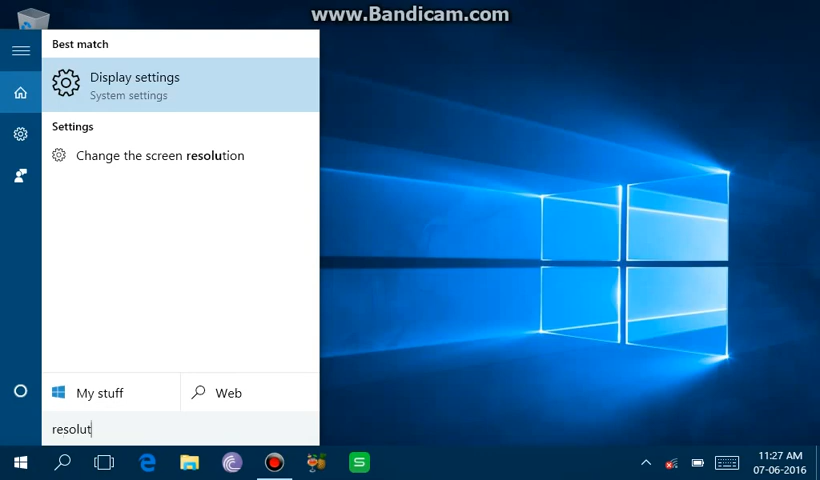 www.Bandicam.com
Best match
Display settings
System settings
Settings
Change the screen resolution
My stuff
Web
resolut
11:27 AM
07-06-2016